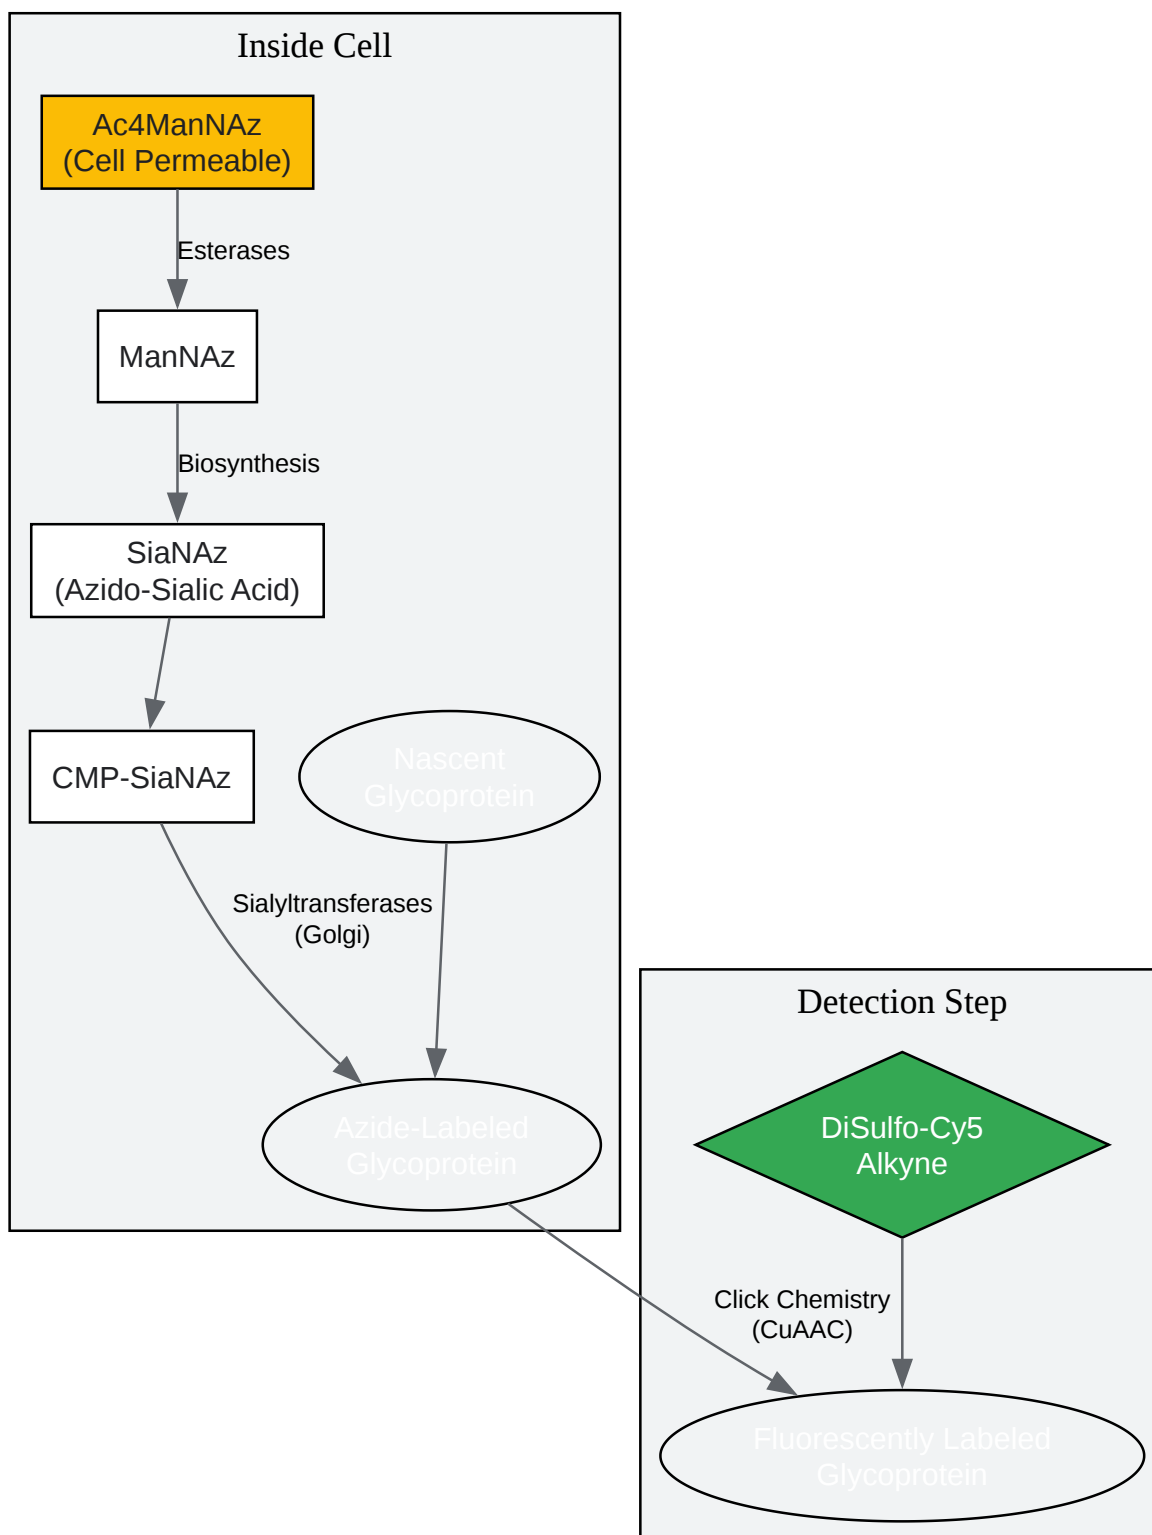 Inside Cell
Ac4ManNAz
(Cell Permeable)
Esterases
ManNAz
Biosynthesis
SiaNAz
(Azido-Sialic Acid)
CMP-SiaNAz
Nascent
Glycoprotein
Sialyltransferases
(Golgi)
Azide-Labeled
Glycoprotein
Detection Step
DiSulfo-Cy5
Alkyne
Click Chemistry
(CuAAC)
Fluorescently Labeled
Glycoprotein